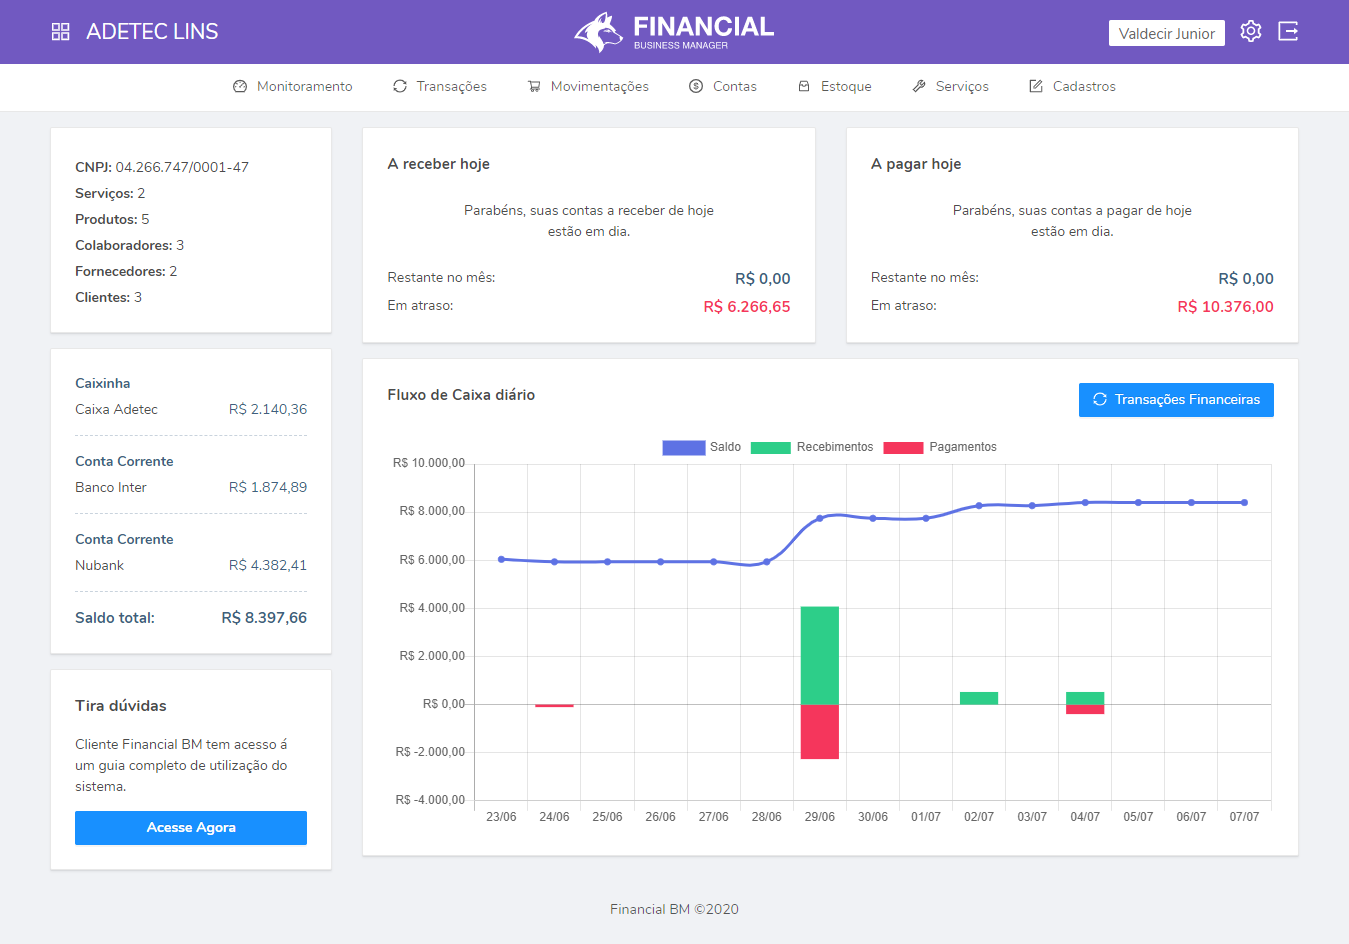 ADETEC LINS
FINANCIAL
BUSINESS MANAGER
Valdecir Junior
Monitoramento
Transações
Movimentações
Contas
Estoque
Serviços
Cadastros
CNPJ: 04.266.747/0001-47
Serviços: 2
Produtos: 5
Colaboradores: 3
Fornecedores: 2
Clientes: 3
Caixinha
Caixa Adetec R$ 2.140,36
Conta Corrente
Banco Inter R$ 1.874,89
Conta Corrente
Nubank R$ 4.382,41
Saldo total: R$ 8.397,66
Tira dúvidas
Cliente Financial BM tem acesso á
um guia completo de utilização do
sistema.
Acesse Agora
A receber hoje
Parabéns, suas contas a receber de hoje
estão em dia.
Restante no mês: R$ 0,00
Em atraso: R$ 6.266,65
A pagar hoje
Parabéns, suas contas a pagar de hoje
estão em dia.
Restante no mês: R$ 0,00
Em atraso: R$ 10.376,00
Fluxo de Caixa diário
Transações Financeiras
Saldo Recebimentos Pagamentos
R$ 10.000,00
R$ 8.000,00
R$ 6.000,00
R$ 4.000,00
R$ 2.000,00
R$ 0,00
R$ -2.000,00
R$ -4.000,00
23/06 24/06 25/06 26/06 27/06 28/06 29/06 30/06 01/07 02/07 03/07 04/07 05/07 06/07 07/07
Financial BM ©2020